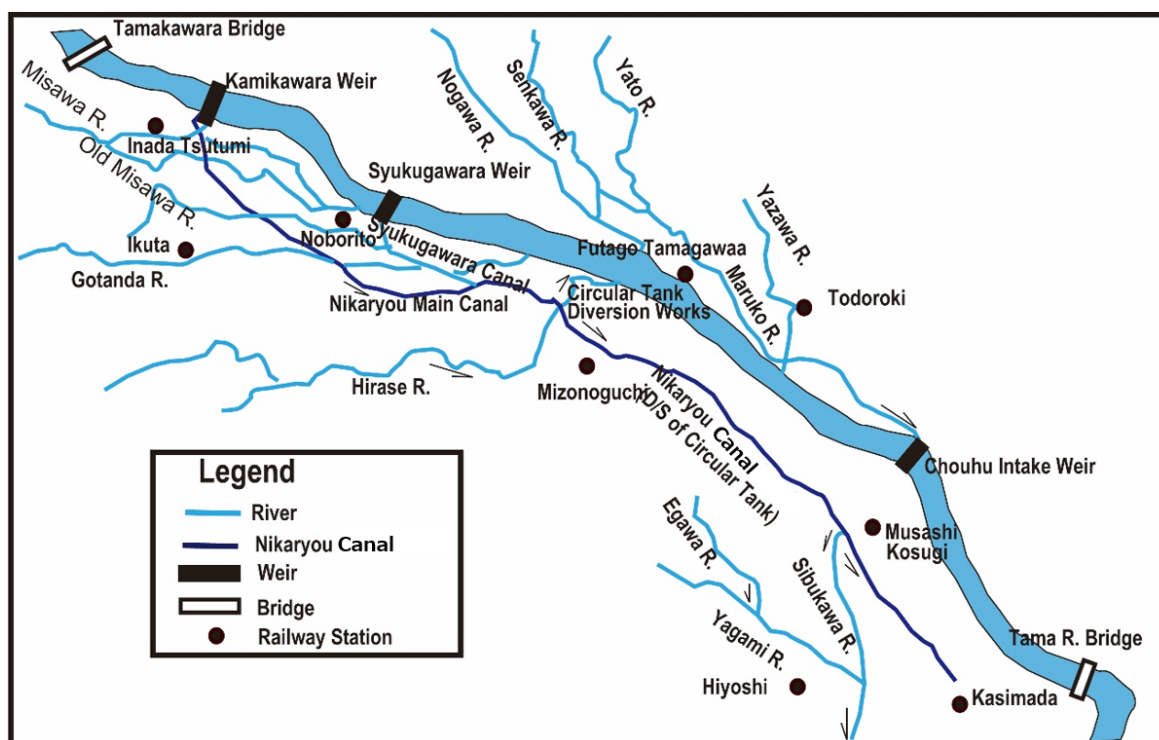 Tamakawara Bridge
Kamikawara Weir
Misawa R.
Inada Tsutumi
Old Misawa R.
Nogawa R.
Senkawa R.
Yato R.
Syukugawara Weir
Yazawa R.
Noborito
Syukugawara Canal
Ikuta
Gotanda R.
Futago Tamagawaa
Maruko R.
Todoroki
Nikaryou Main Canal
Circular Tank
Diversion Works
Hirase R.
Mizonoguchi
Nikaryou Canal
(D/S of Circular Tank)
Chouhu Intake Weir
Musashi
Kosugi
Egawa R.
Sibukawa R.
Yagami R.
Hiyoshi
Tama R. Bridge
Kasimada
Legend
River
Nikaryou Canal
Weir
Bridge
Railway Station